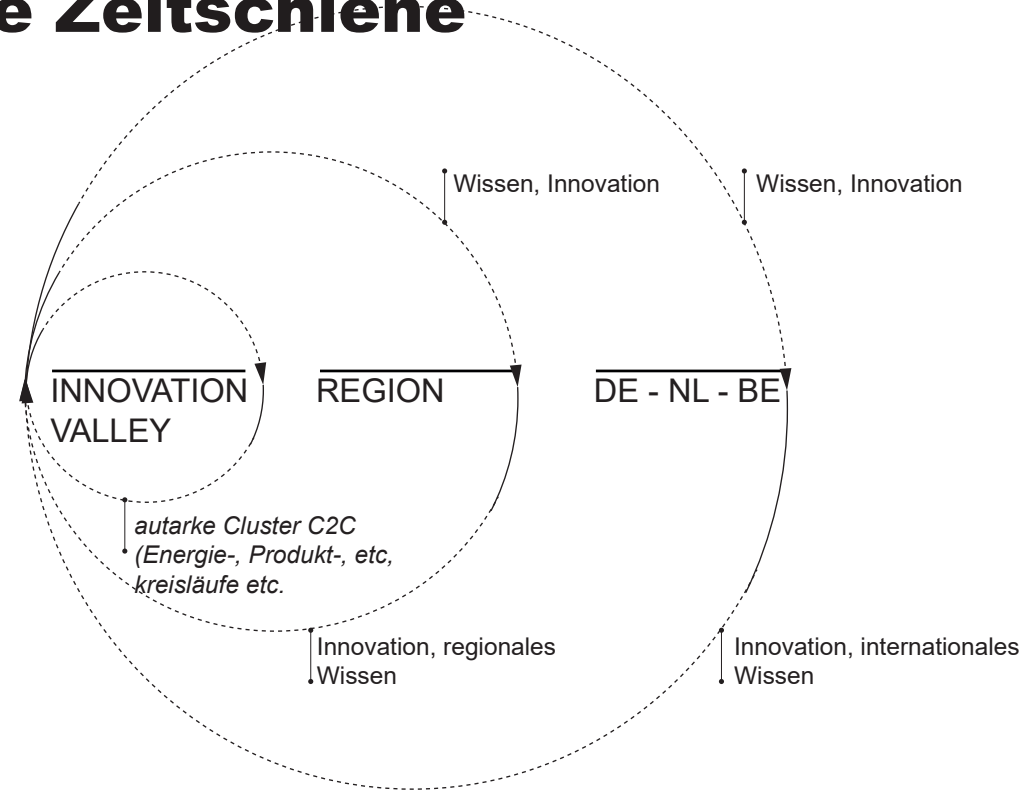 e Zeitschiene
Wissen, Innovation
Wissen, Innovation
INNOVATION
VALLEY
REGION
DE - NL - BE
autarke Cluster C2C
(Energie-, Produkt-, etc,
kreisläufe etc.
Innovation, regionales
Wissen
Innovation, internationales
Wissen